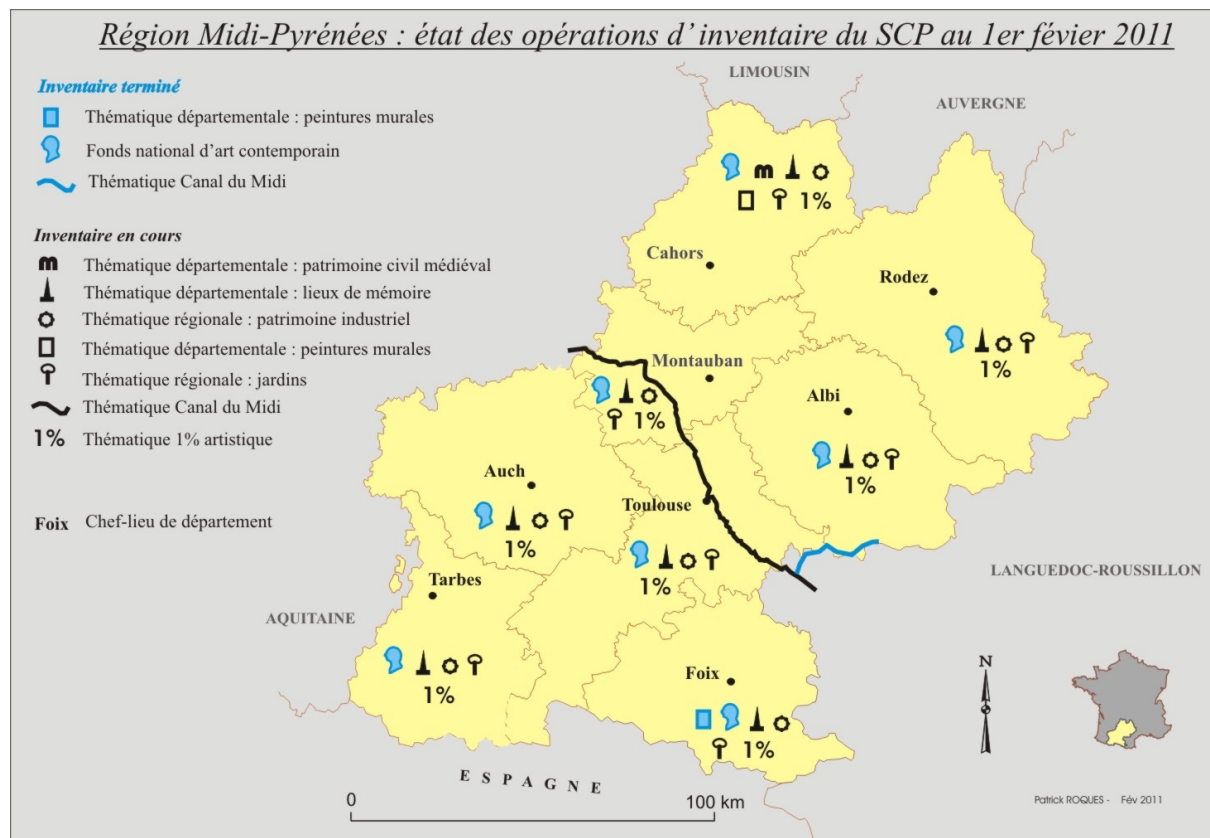 Région Midi-Pyrénées : état des opérations d'inventaire du SCP au 1er févier 2011
Inventaire terminé
Thématique départementale : peintures murales
Fonds national d'art contemporain
Thématique Canal du Midi
Inventaire en cours
m Thématique départementale : patrimoine civil médiéval
Thématique départementale : lieux de mémoire
Thématique régionale : patrimoine industriel
Thématique départementale : peintures murales
Thématique régionale : jardins
Thématique Canal du Midi
1% Thématique 1% artistique
Foix Chef-lieu de département
LIMOUSIN
AUVERGNE
m
1%
Cahors
Rodez
1%
Montauban
1%
Albi
1%
Auch
1%
Toulouse
1%
LANGUEDOC-ROUSSILLON
Tarbes
AQUITAINE
1%
Foix
1%
ESPAGNE
N
0 100 km
Patrick ROQUES - Fév 2011